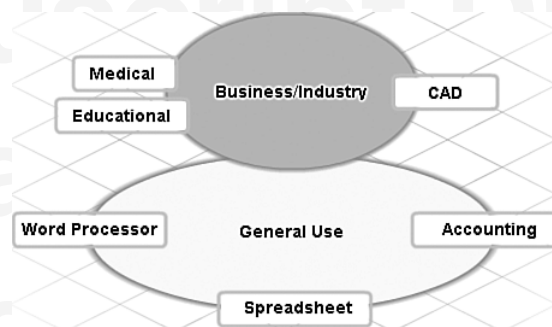 Medical
Business/Industry
CAD
Educational
Word Processor
General Use
Accounting
Spreadsheet